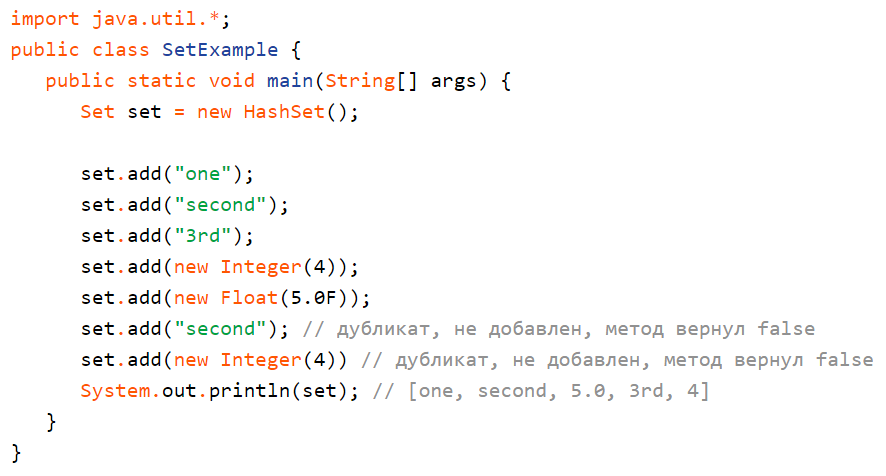 import java.util.*;
public class SetExample {
   public static void main(String[] args) {
      Set set = new HashSet();

      set.add("one");
      set.add("second");
      set.add("3rd");
      set.add(new Integer(4));
      set.add(new Float(5.0F));
      set.add("second"); // дубликат, не добавлен, метод вернул false
      set.add(new Integer(4)) // дубликат, не добавлен, метод вернул false
      System.out.println(set); // [one, second, 5.0, 3rd, 4]
   }
}